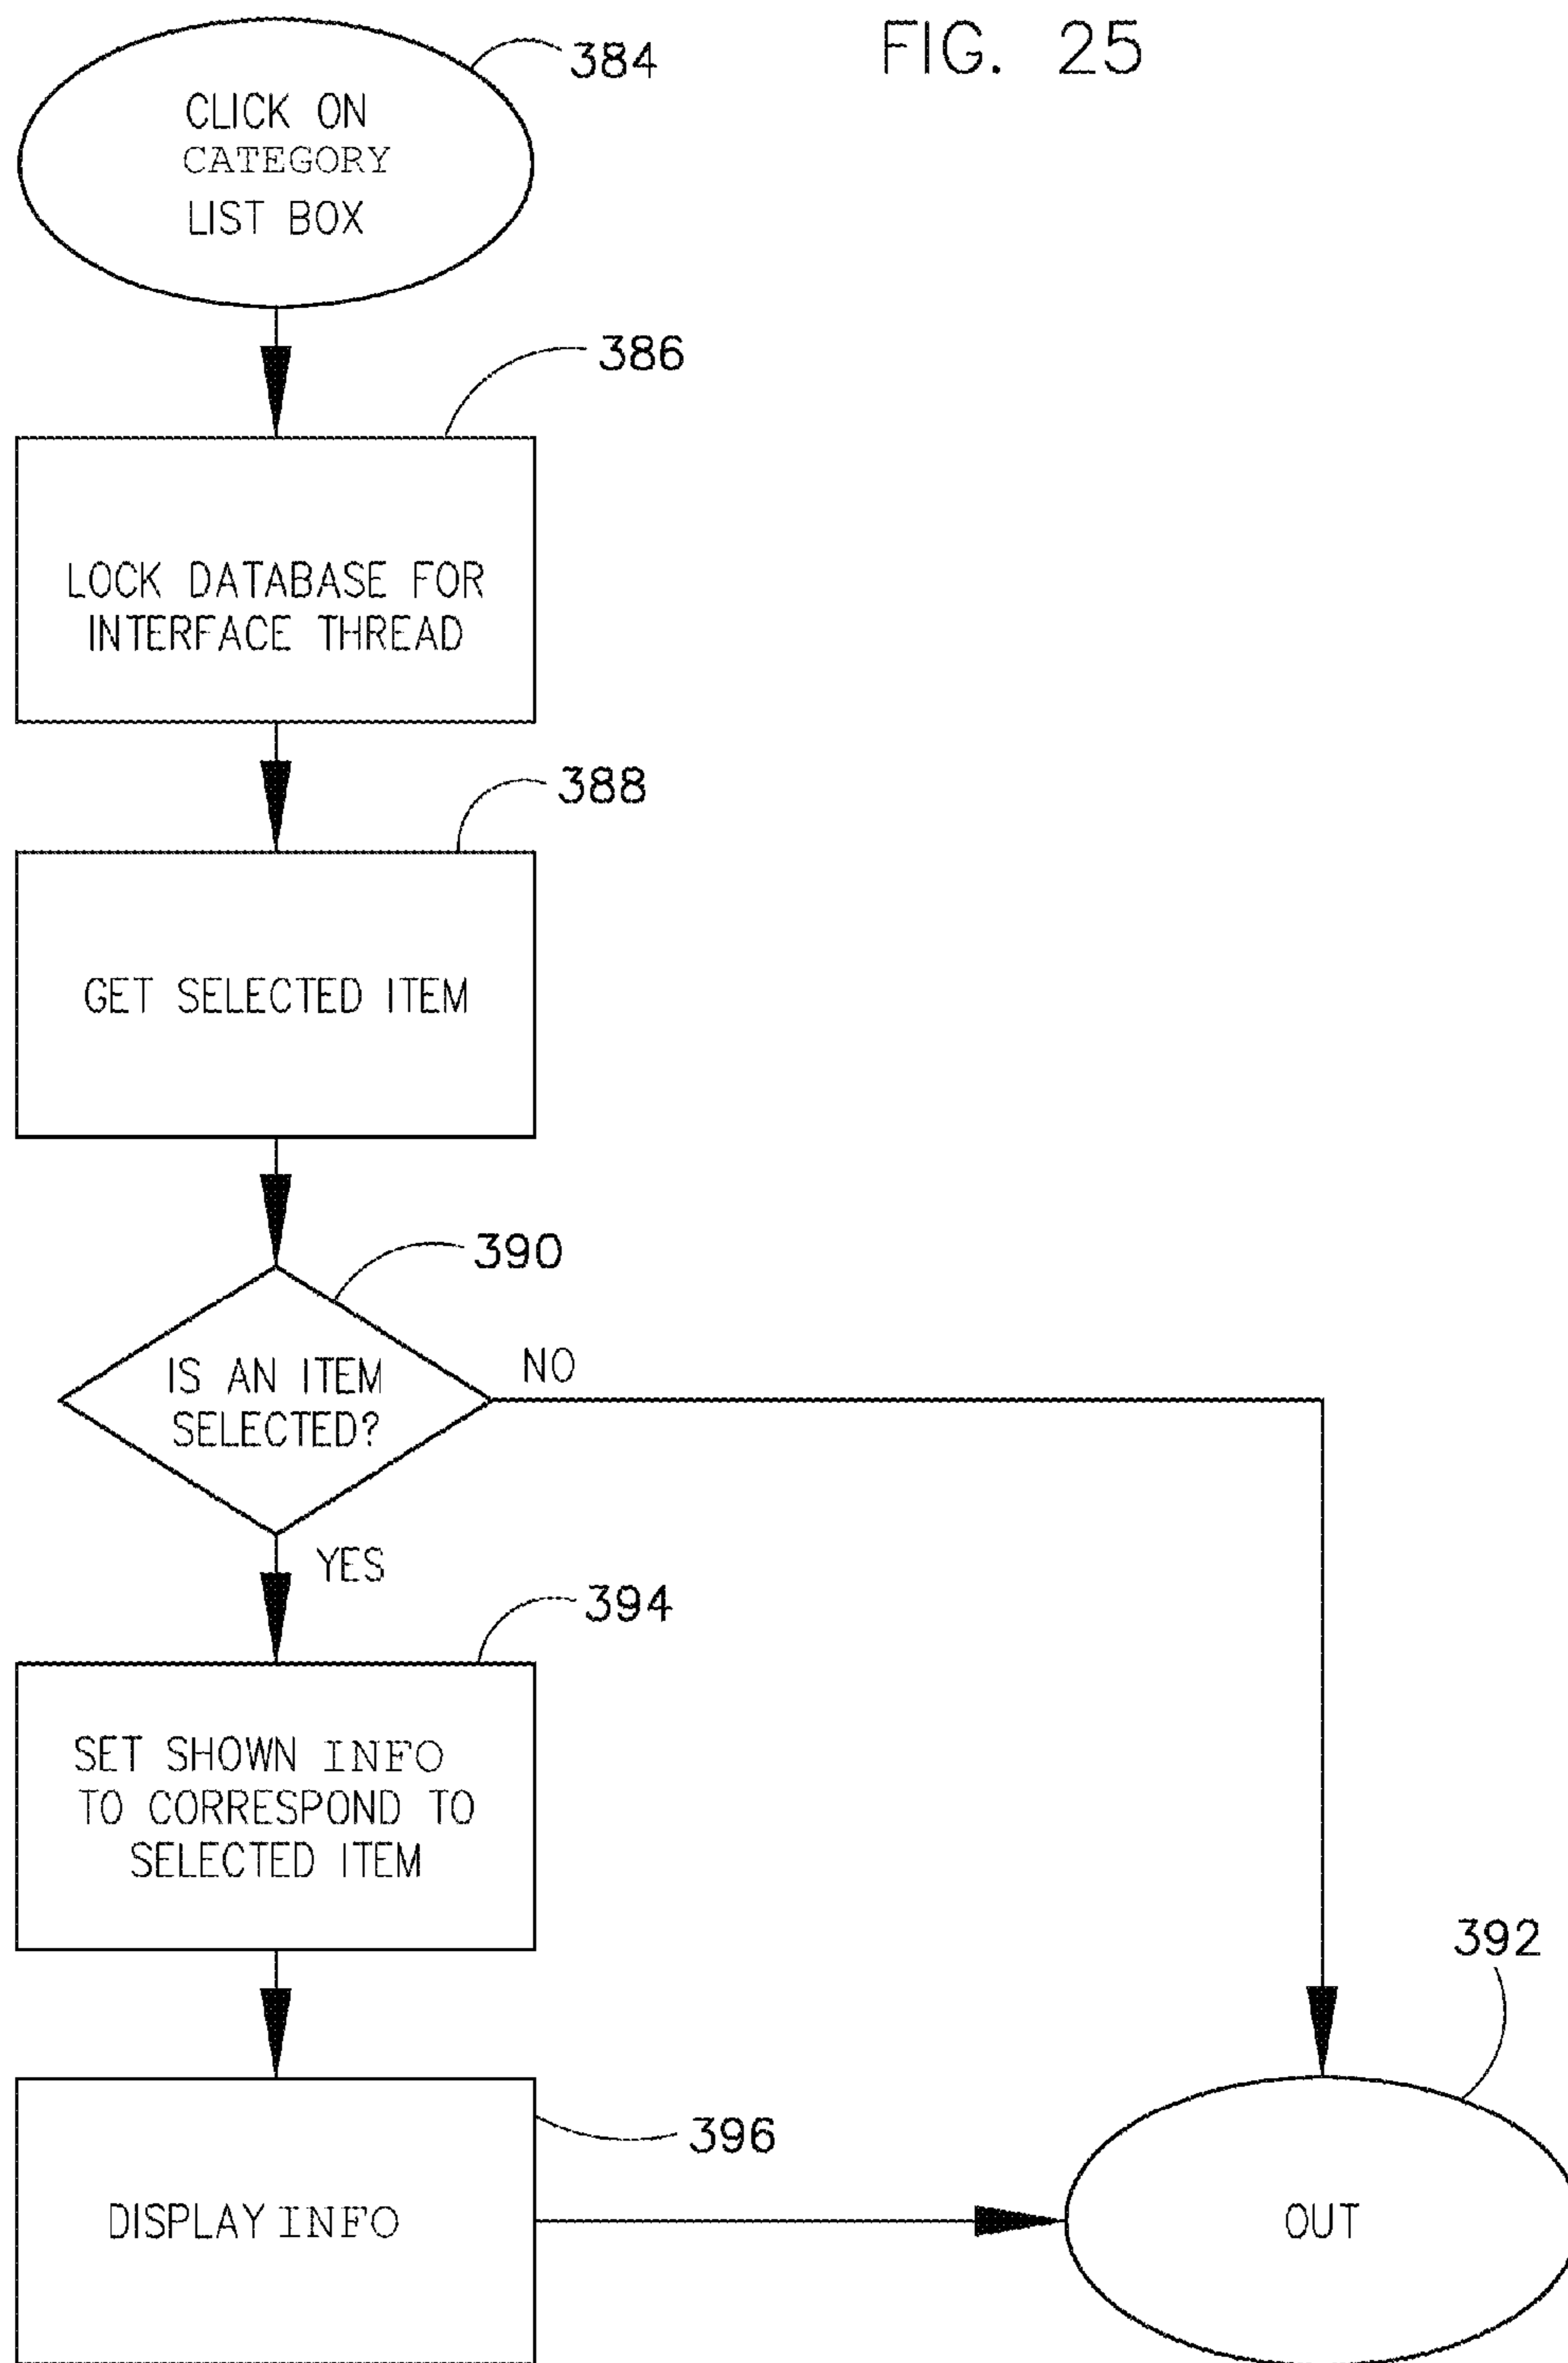 FIG. 25
384
CLICK ON
CATEGORY
LIST BOX
386
LOCK DATABASE FOR
INTERFACE THREAD
388
GET SELECTED ITEM
390
IS AN ITEM
SELECTED?
NO
YES
394
SET SHOWN INFO
TO CORRESPOND TO
SELECTED ITEM
392
396
DISPLAY INFO
OUT